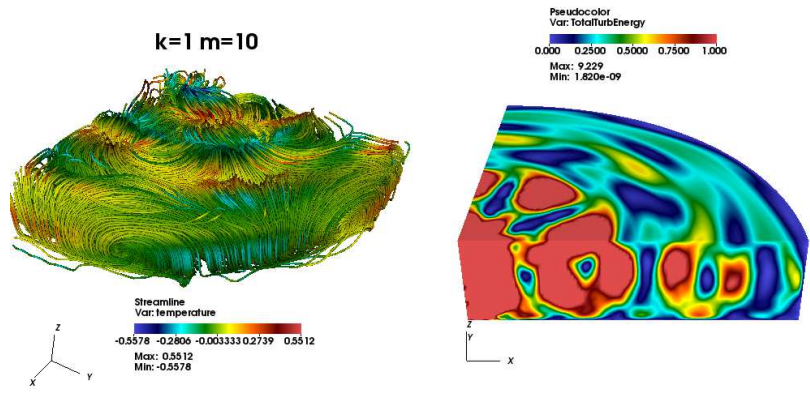 k=1 m=10
Streamline
Var: temperature
-0.5578 -0.2806 -0.003333 0.2739 0.5512
Max: 0.5512
Min: -0.5578
Z
X
Y
Pseudocolor
Var: TotalTurbEnergy
0.000 0.2500 0.5000 0.7500 1.000
Max: 9.229
Min: 1.820e-09
Z
Y
X